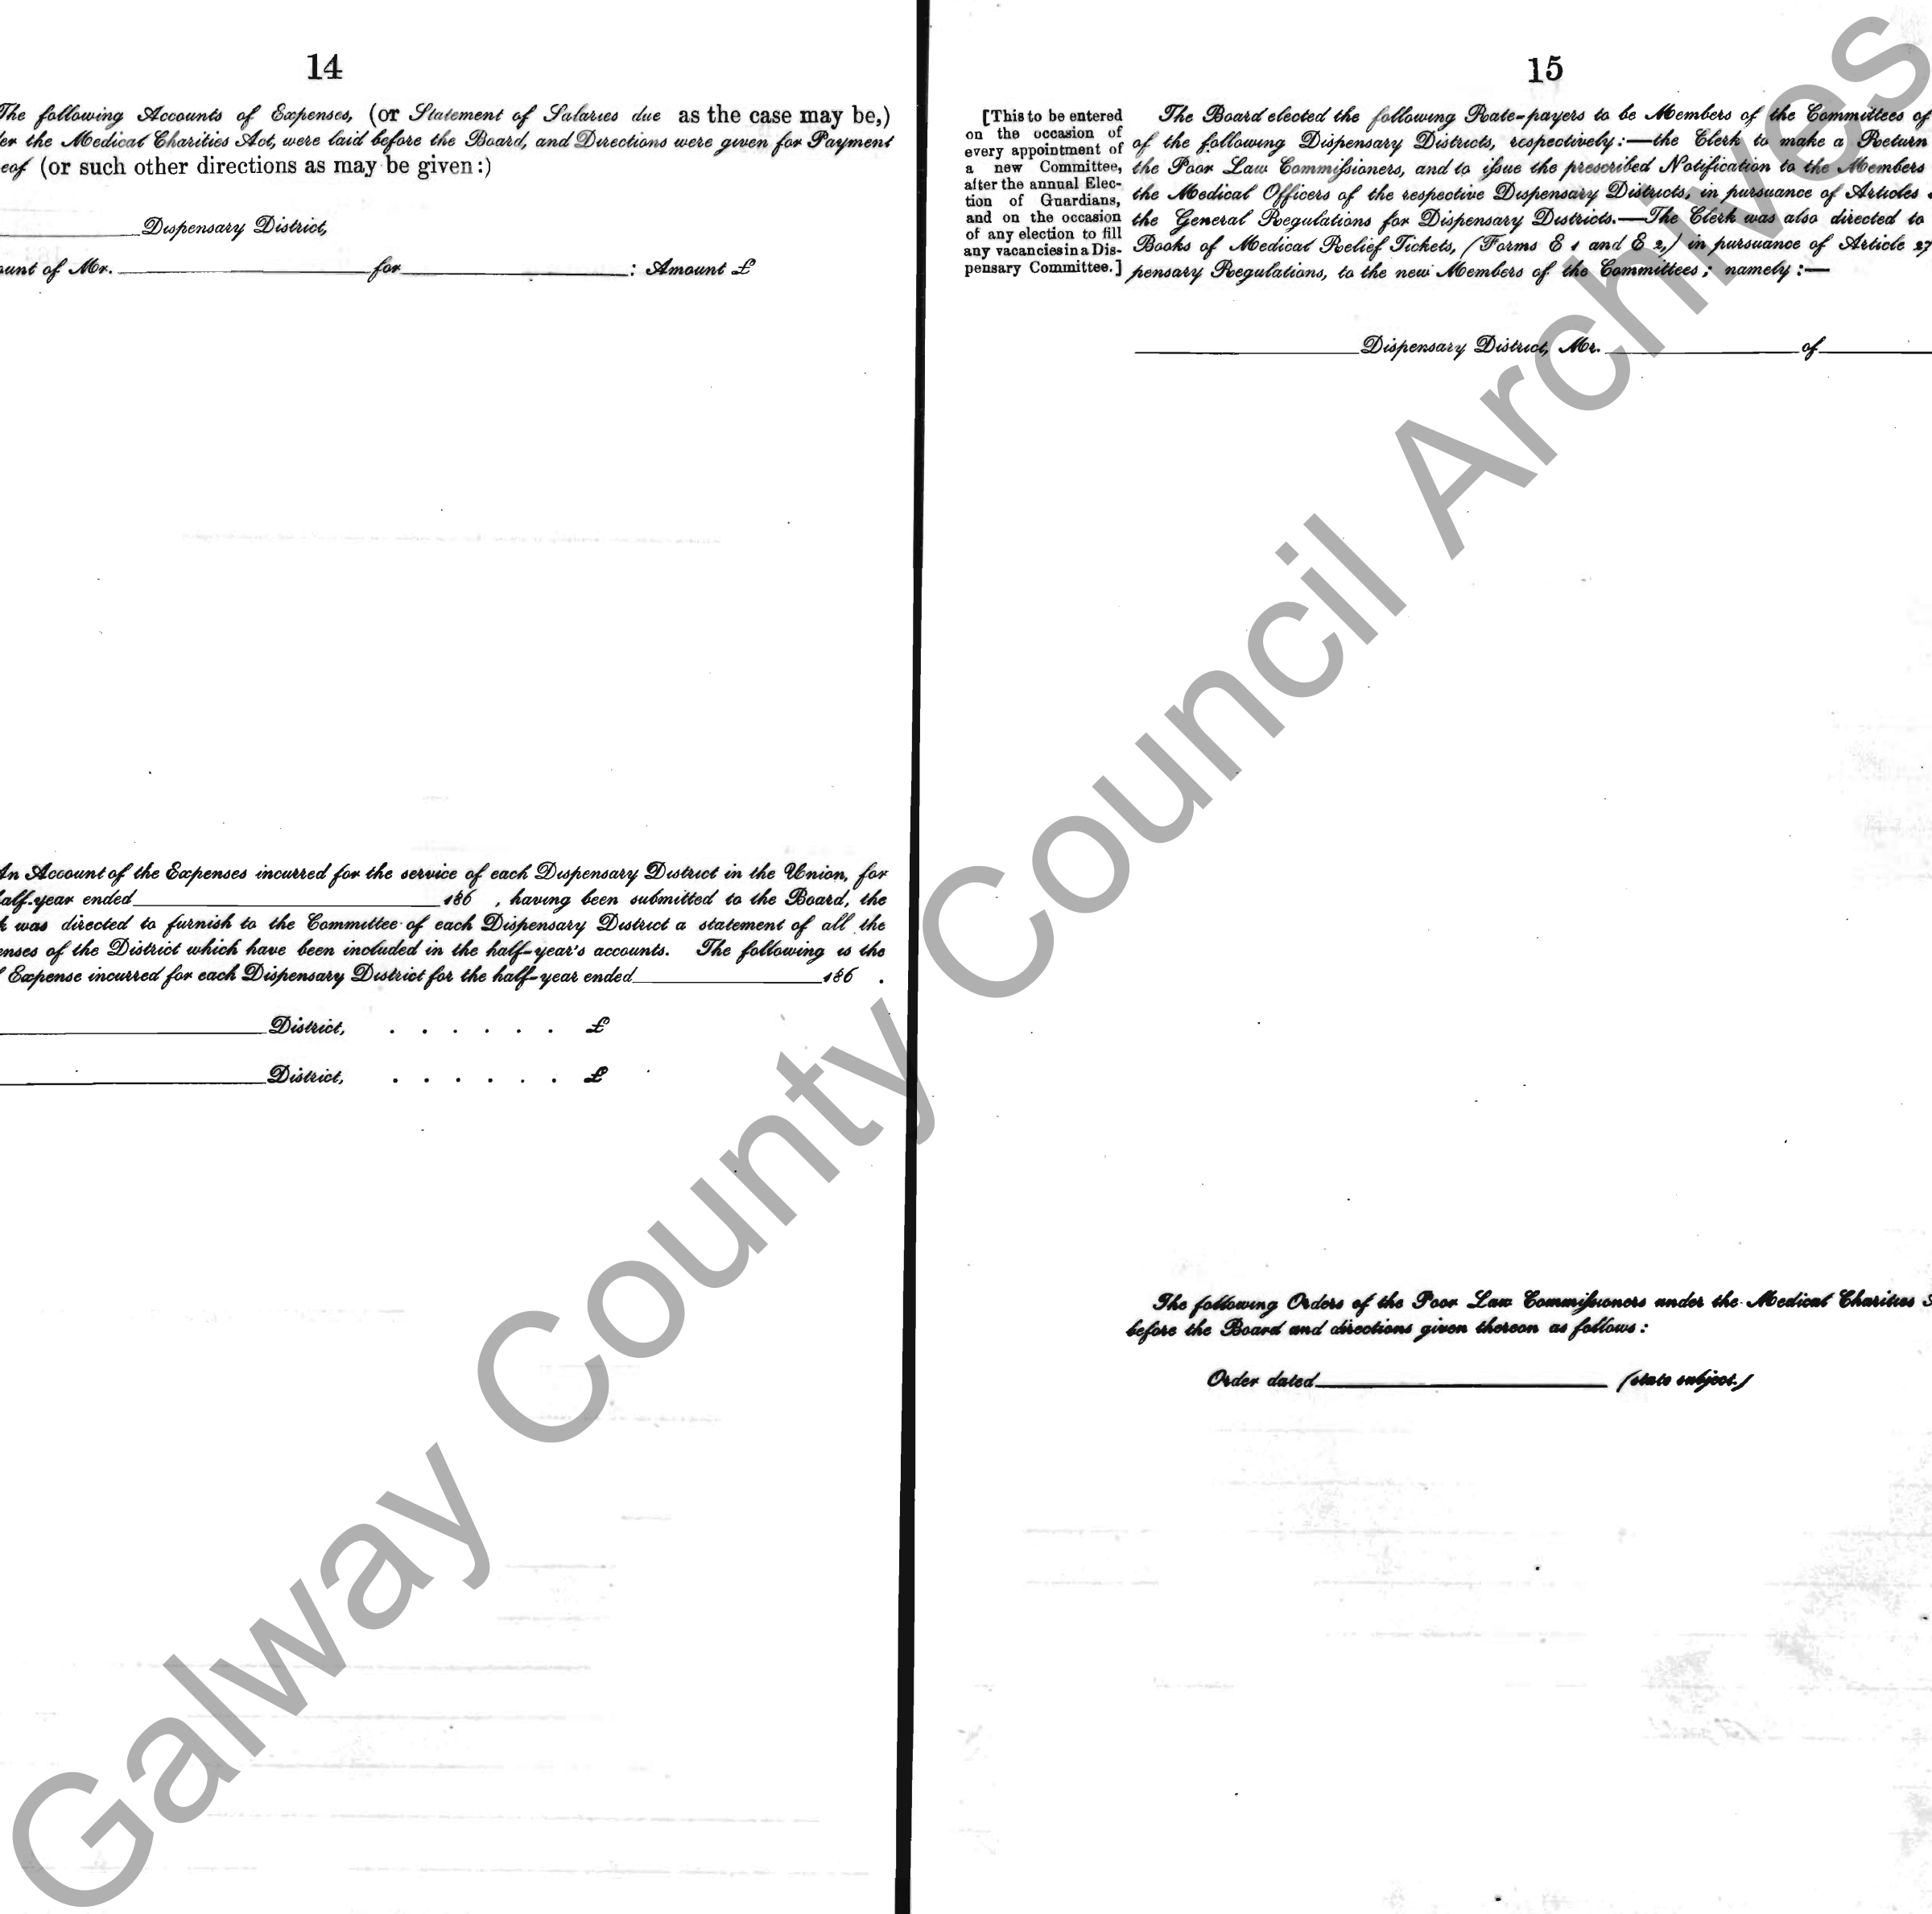 14
The following Accounts of Expenses, (or Statement of Salaries due as the case may be,)
er the Medical Charities Act, were laid before the Board, and Directions were given for Payment
eof (or such other directions as may be given:)
Dispensary District,
unt of Mr. for : Amount £
An Account of the Expenses incurred for the service of each Dispensary District in the Union, for
alf-year ended 186 , having been submitted to the Board, the
k was directed to furnish to the Committee of each Dispensary District a statement of all the
enses of the District which have been included in the half-year's accounts. The following is the
Expense incurred for each Dispensary District for the half-year ended 186 .
District, . . . . . . £
District, . . . . . . £
15
[This to be entered
on the occasion of
every appointment of
a new Committee,
after the annual Elec-
tion of Guardians,
and on the occasion
of any election to fill
any vacancies in a Dis-
pensary Committee.]
The Board elected the following Rate-payers to be Members of the Committees of
of the following Dispensary Districts, respectively:—the Clerk to make a Return
the Poor Law Commissioners, and to issue the prescribed Notification to the Members
the Medical Officers of the respective Dispensary Districts, in pursuance of Articles
the General Regulations for Dispensary Districts.—The Clerk was also directed to
Books of Medical Relief Tickets, (Forms E 1 and E 2,) in pursuance of Article 27
pensary Regulations, to the new Members of the Committees; namely:—
Dispensary District, Mr. of
The following Orders of the Poor Law Commissioners under the Medical Charities
before the Board and directions given thereon as follows:
Order dated (state subject.)
Galway County Council Archives